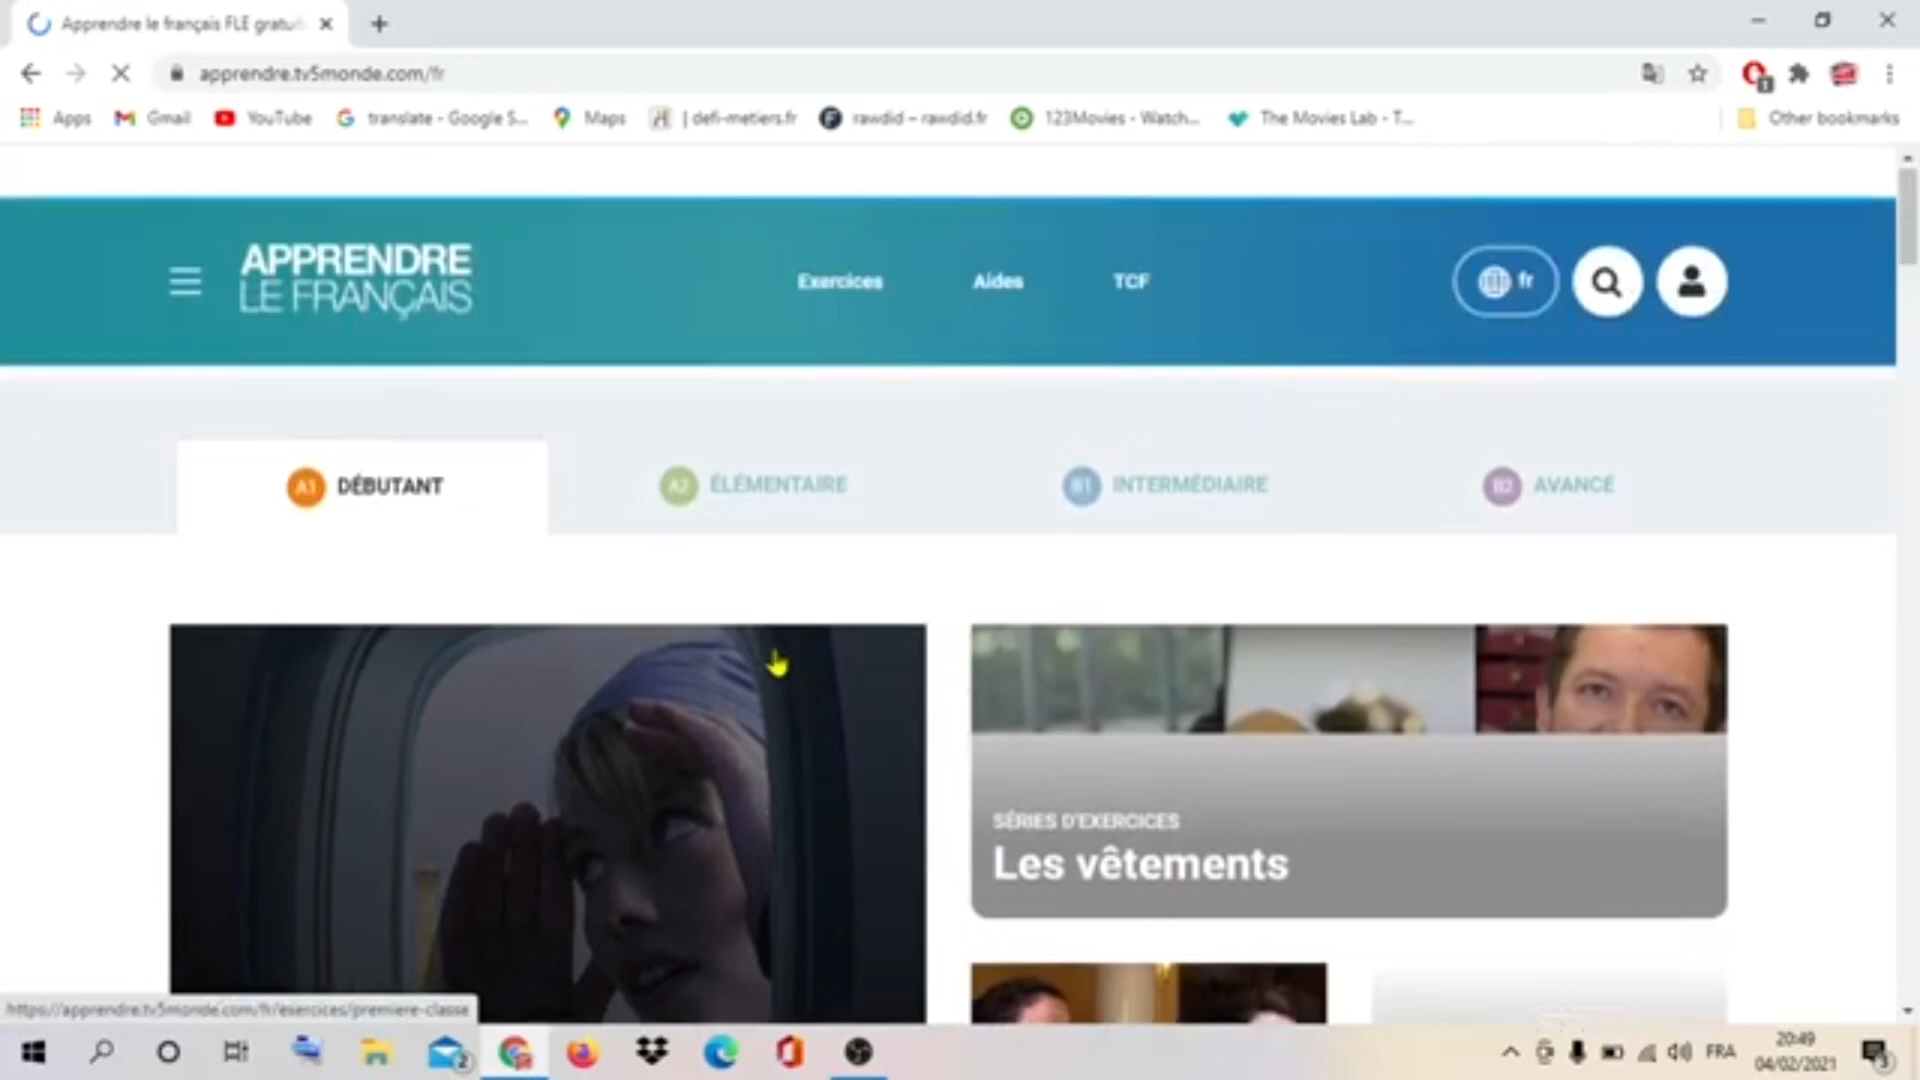 Apprendre le français FLE gratuit
apprendre.tv5monde.com/fr
Apps
Gmail
YouTube
translate - Google S...
Maps
| defi-metiers.fr
rawdid – rawdid.fr
123Movies - Watch...
The Movies Lab - T...
Other bookmarks
APPRENDRE
LE FRANÇAIS
Exercices
Aides
TCF
fr
A1 DÉBUTANT
A2 ÉLÉMENTAIRE
B1 INTERMÉDIAIRE
B2 AVANCÉ
SÉRIES D'EXERCICES
Les vêtements
https://apprendre.tv5monde.com/fr/exercices/premiere-classe
2
FRA
20:49
04/02/2021
3